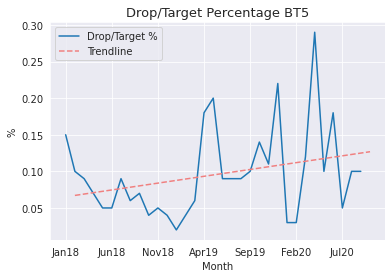 Drop/Target Percentage BT5
Drop/Target %
Trendline
0.30
0.25
0.20
0.15
0.10
0.05
%
Jan18 Jun18 Nov18 Apr19 Sep19 Feb20 Jul20
Month